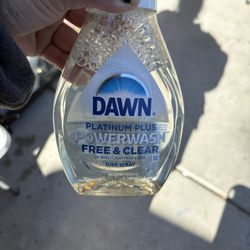 DAWN
PLATINUM PLUS
POWERWASH
FREE & CLEAR
DISH SPRAY